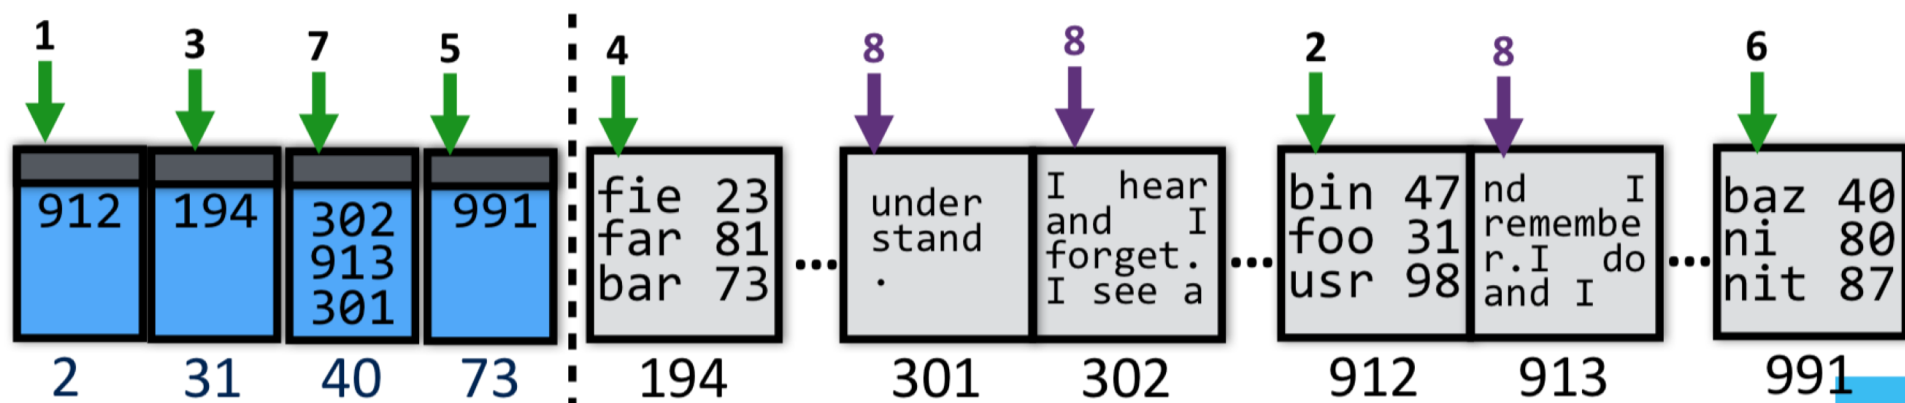 1 3 7 5 4 8 8 2 8 6
912
194
302
913
301
991
fie 23
far 81
bar 73
...
under
stand
.
I hear
and I
forget.
I see a
...
bin 47
foo 31
usr 98
nd I
remembe
r.I do
and I
...
baz 40
ni 80
nit 87
2 31 40 73 194 301 302 912 913 991